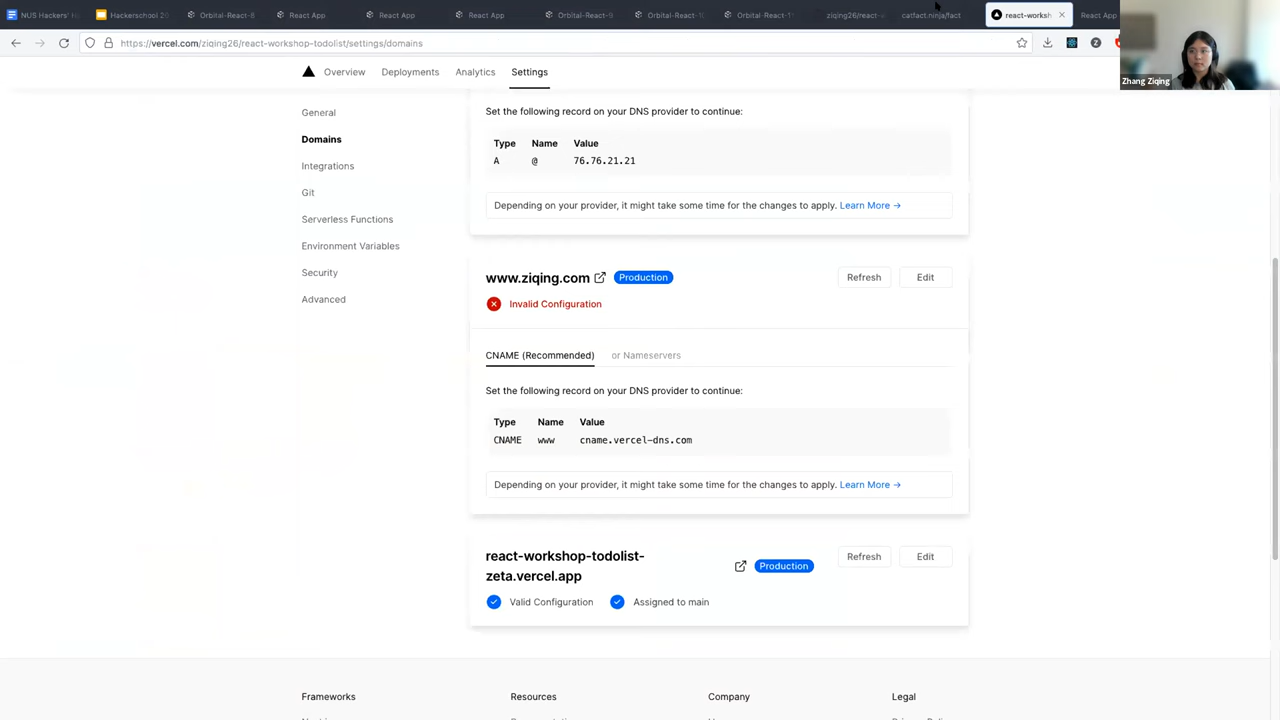 NUS Hackers'
Hackerschool 20
Orbital-React-8
React App
React App
React App
Orbital-React-9
Orbital-React-10
Orbital-React-11
ziqing26/react-w
catfact.ninja/fact
react-worksh
React App
https://vercel.com/ziqing26/react-workshop-todolist/settings/domains
Zhang Ziqing
Overview
Deployments
Analytics
Settings
General
Domains
Integrations
Git
Serverless Functions
Environment Variables
Security
Advanced
Set the following record on your DNS provider to continue:
Type Name Value
A @ 76.76.21.21
Depending on your provider, it might take some time for the changes to apply. Learn More →
www.ziqing.com Production Refresh Edit
Invalid Configuration
CNAME (Recommended) or Nameservers
Set the following record on your DNS provider to continue:
Type Name Value
CNAME www cname.vercel-dns.com
Depending on your provider, it might take some time for the changes to apply. Learn More →
react-workshop-todolist-
zeta.vercel.app
Production Refresh Edit
Valid Configuration Assigned to main
Frameworks Resources Company Legal